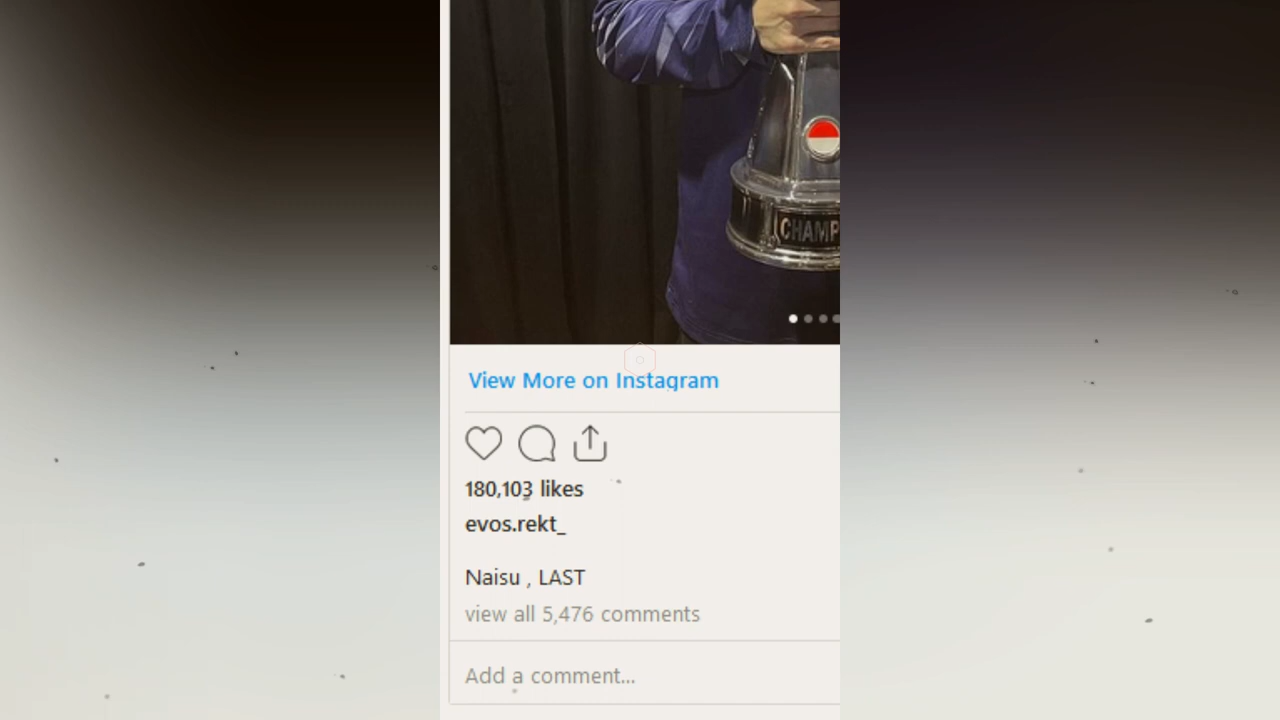 CHAMP
View More on Instagram
180,103 likes
evos.rekt_
Naisu , LAST
view all 5,476 comments
Add a comment...